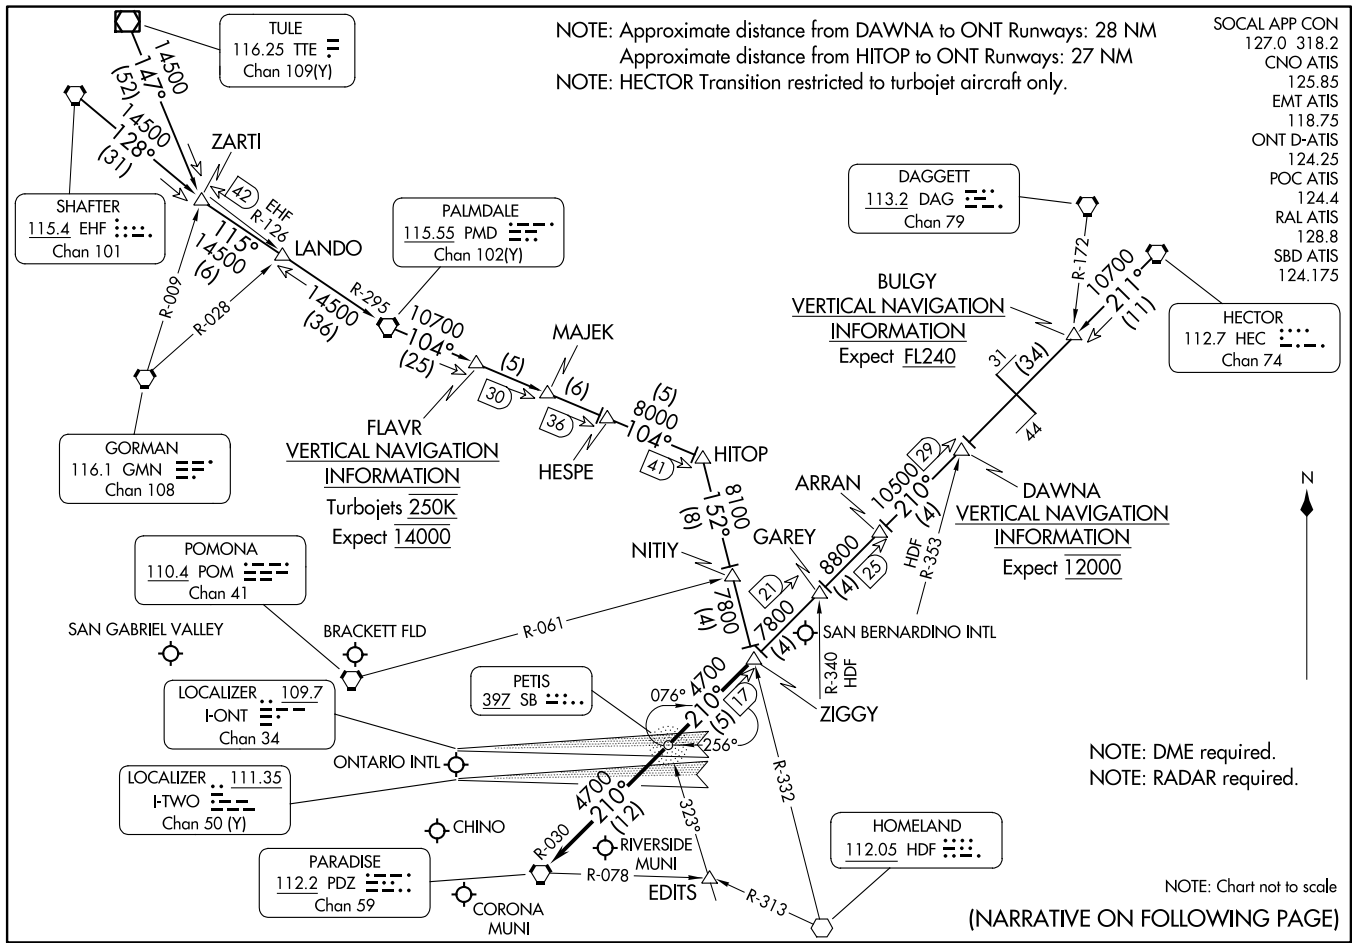 TULE
116.25 TTE
Chan 109(Y)
NOTE: Approximate distance from DAWNA to ONT Runways: 28 NM
Approximate distance from HITOP to ONT Runways: 27 NM
NOTE: HECTOR Transition restricted to turbojet aircraft only.
SOCAL APP CON
127.0 318.2
CNO ATIS
125.85
EMT ATIS
118.75
ONT D-ATIS
124.25
POC ATIS
124.4
RAL ATIS
128.8
SBD ATIS
124.175
14500
147°
(52)
14500
128°
(31)
ZARTI
SHAFTER
115.4 EHF
Chan 101
42
EHF
R-126
115°
14500
(6)
LANDO
PALMDALE
115.55 PMD
Chan 102(Y)
R-009
R-028
R-295
14500
(36)
10700
104°
(25)
DAGGETT
113.2 DAG
Chan 79
R-172
10700
211°
(11)
BULGY
VERTICAL NAVIGATION
INFORMATION
Expect FL240
HECTOR
112.7 HEC
Chan 74
31
(34)
44
MAJEK
(5)
30
(6)
36
(5)
8000
104°
41
FLAVR
VERTICAL NAVIGATION
INFORMATION
Turbojets 250K
Expect 14000
HESPE
HITOP
GORMAN
116.1 GMN
Chan 108
8100
152°
(8)
ARRAN
10500
210°
(4)
29
DAWNA
VERTICAL NAVIGATION
INFORMATION
Expect 12000
HDF
R-353
N
GAREY
8800
(4)
25
NITIY
7800
(4)
21
7800
(4)
SAN BERNARDINO INTL
POMONA
110.4 POM
Chan 41
R-061
SAN GABRIEL VALLEY
BRACKETT FLD
R-340
HDF
LOCALIZER 109.7
I-ONT
Chan 34
PETIS
397 SB
076°
4700
210°
(5)
17
256°
ZIGGY
ONTARIO INTL
LOCALIZER 111.35
I-TWO
Chan 50 (Y)
NOTE: DME required.
NOTE: RADAR required.
4700
210°
(12)
R-030
323°
R-332
CHINO
RIVERSIDE
MUNI
HOMELAND
112.05 HDF
PARADISE
112.2 PDZ
Chan 59
R-078
EDITS
R-313
CORONA
MUNI
NOTE: Chart not to scale
(NARRATIVE ON FOLLOWING PAGE)